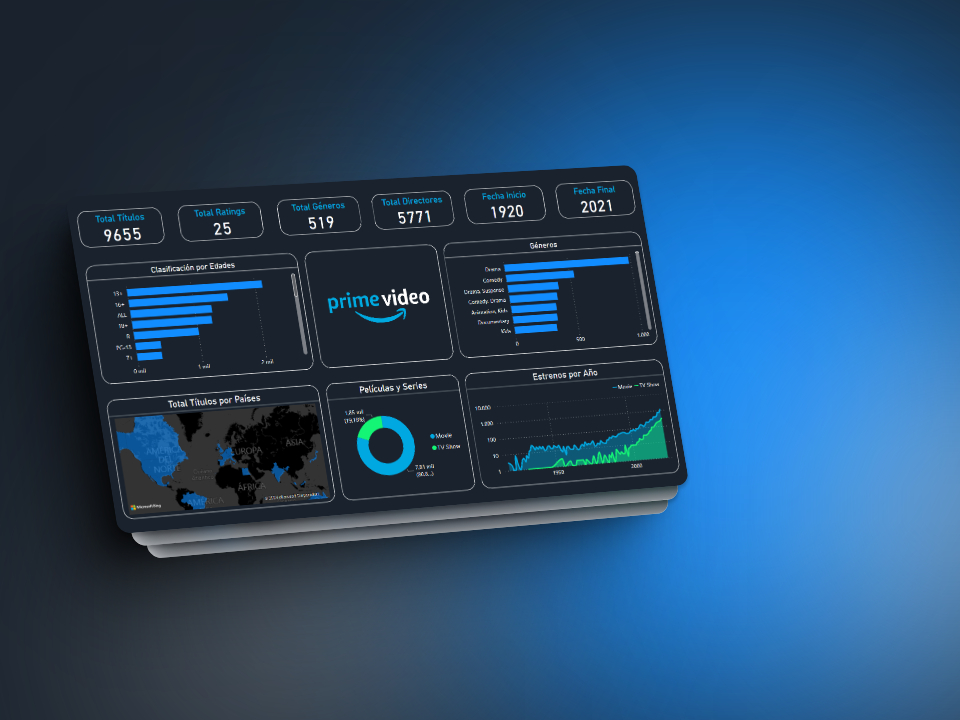 Total Títulos
9655
Total Ratings
25
Total Géneros
519
Total Directores
5771
Fecha Inicio
1920
Fecha Final
2021
Clasificación por Edades
13+
16+
ALL
18+
R
PG-13
7+
0 mil
1 mil
2 mil
prime video
Géneros
Drama
Comedy
Drama, Suspense
Comedy, Drama
Animation, Kids
Documentary
Kids
0
500
1.000
Total Títulos por Países
AMÉRICA
DEL
NORTE
EUROPA
ASIA
ÁFRICA
AMÉRICA
Microsoft Bing
Películas y Series
1,85 mil
(19,19%)
Movie
TV Show
7,81 mil
(80,8...)
Estrenos por Año
Movie
TV Show
10.000
1.000
100
10
1
1950
2000